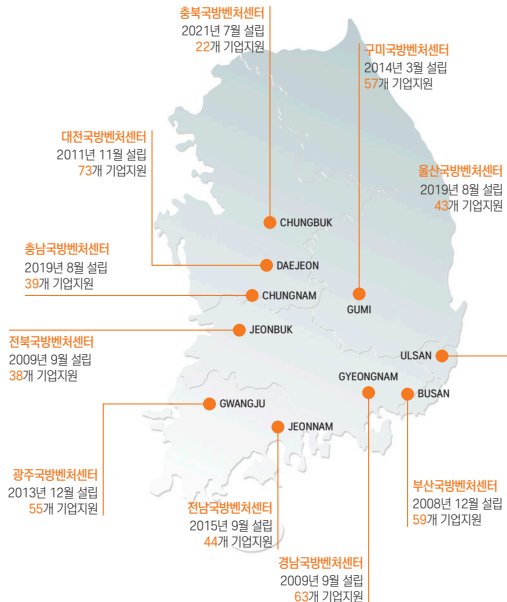 충북국방벤처센터
2021년 7월 설립
22개 기업지원
구미국방벤처센터
2014년 3월 설립
57개 기업지원
대전국방벤처센터
2011년 11월 설립
73개 기업지원
울산국방벤처센터
2019년 8월 설립
43개 기업지원
CHUNGBUK
충남국방벤처센터
2019년 8월 설립
39개 기업지원
DAEJEON
CHUNGNAM
GUMI
JEONBUK
전북국방벤처센터
2009년 9월 설립
38개 기업지원
ULSAN
GYEONGNAM
BUSAN
GWANGJU
JEONNAM
광주국방벤처센터
2013년 12월 설립
55개 기업지원
부산국방벤처센터
2008년 12월 설립
59개 기업지원
전남국방벤처센터
2015년 9월 설립
44개 기업지원
경남국방벤처센터
2009년 9월 설립
63개 기업지원